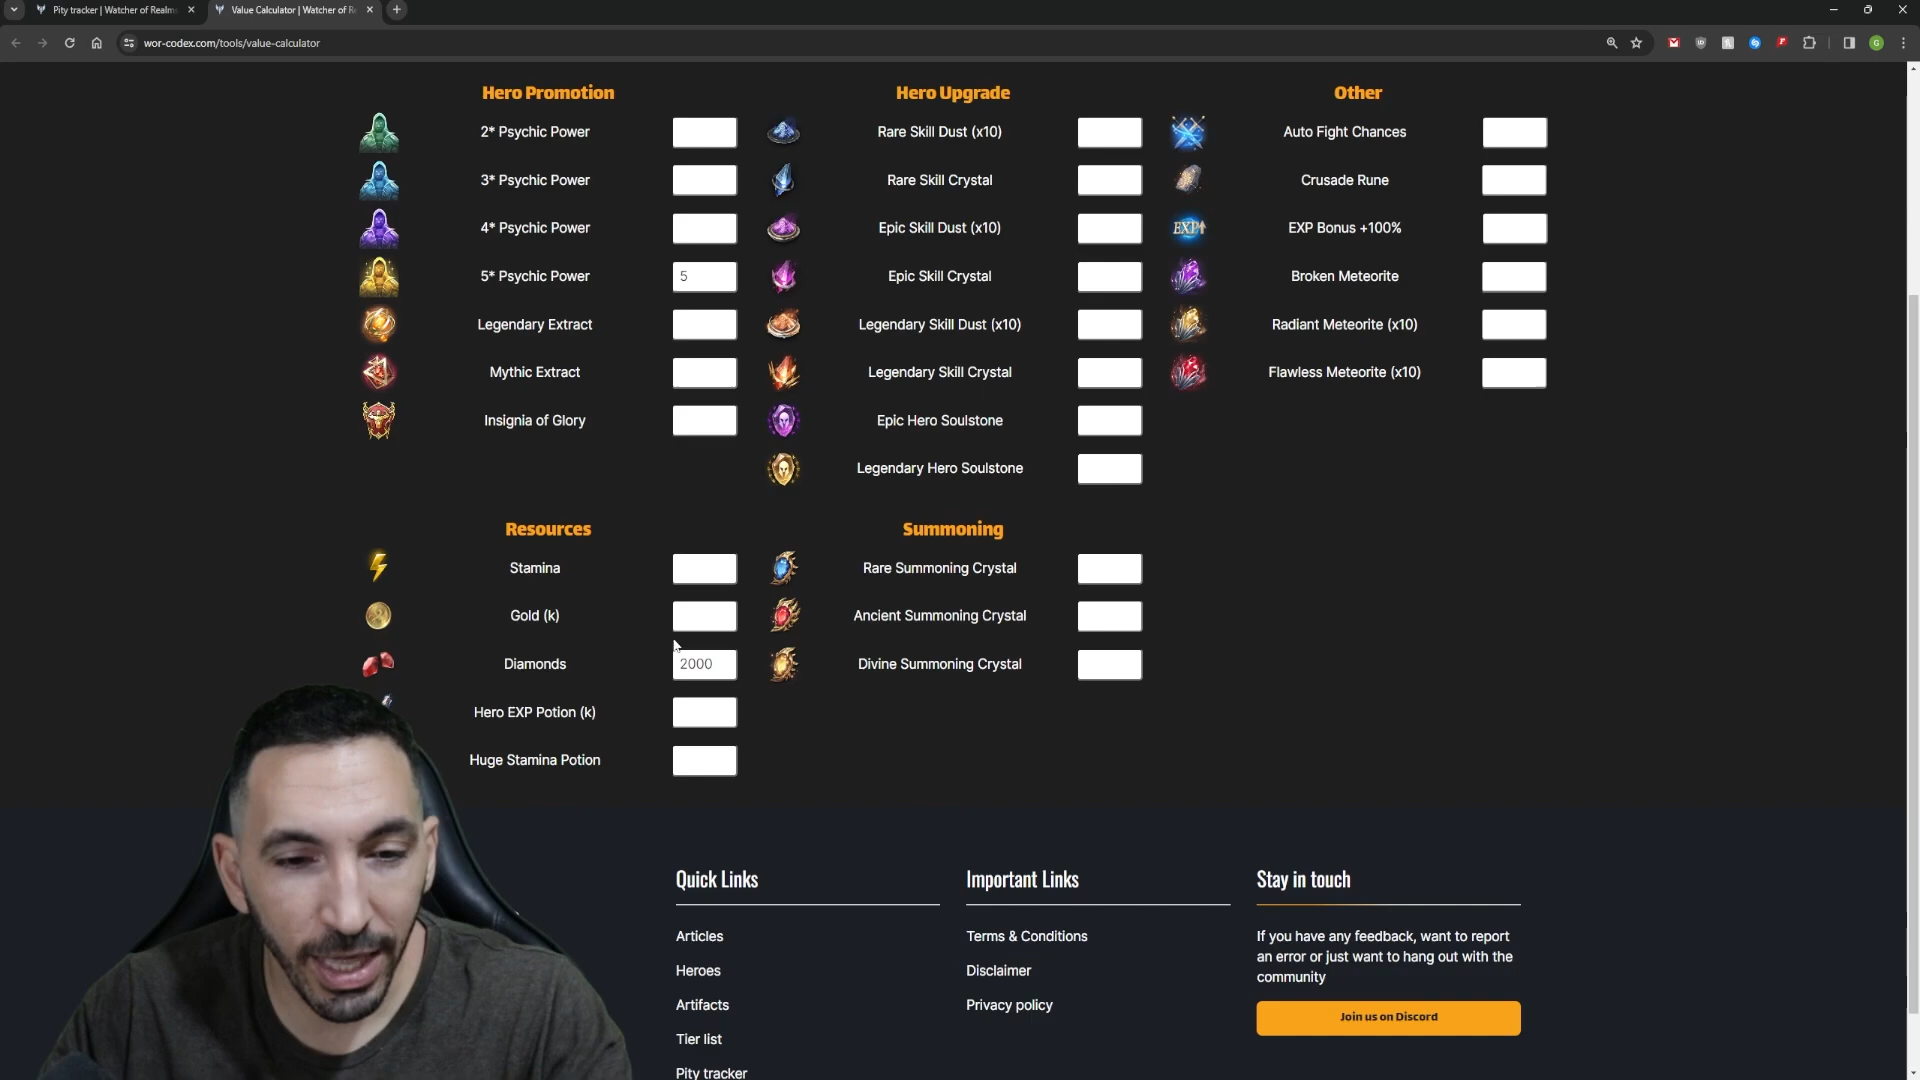 Pity tracker | Watcher of Realms
Value Calculator | Watcher of R
wor-codex.com/tools/value-calculator
Hero Promotion
2* Psychic Power
3* Psychic Power
4* Psychic Power
5* Psychic Power
5
Legendary Extract
Mythic Extract
Insignia of Glory
Hero Upgrade
Rare Skill Dust (x10)
Rare Skill Crystal
Epic Skill Dust (x10)
Epic Skill Crystal
Legendary Skill Dust (x10)
Legendary Skill Crystal
Epic Hero Soulstone
Legendary Hero Soulstone
Other
Auto Fight Chances
Crusade Rune
EXP
EXP Bonus +100%
Broken Meteorite
Radiant Meteorite (x10)
Flawless Meteorite (x10)
Resources
Stamina
Gold (k)
Diamonds
2000
Hero EXP Potion (k)
Huge Stamina Potion
Summoning
Rare Summoning Crystal
Ancient Summoning Crystal
Divine Summoning Crystal
Quick Links
Articles
Heroes
Artifacts
Tier list
Pity tracker
Important Links
Terms & Conditions
Disclaimer
Privacy policy
Stay in touch
If you have any feedback, want to report
an error or just want to hang out with the
community
Join us on Discord
G